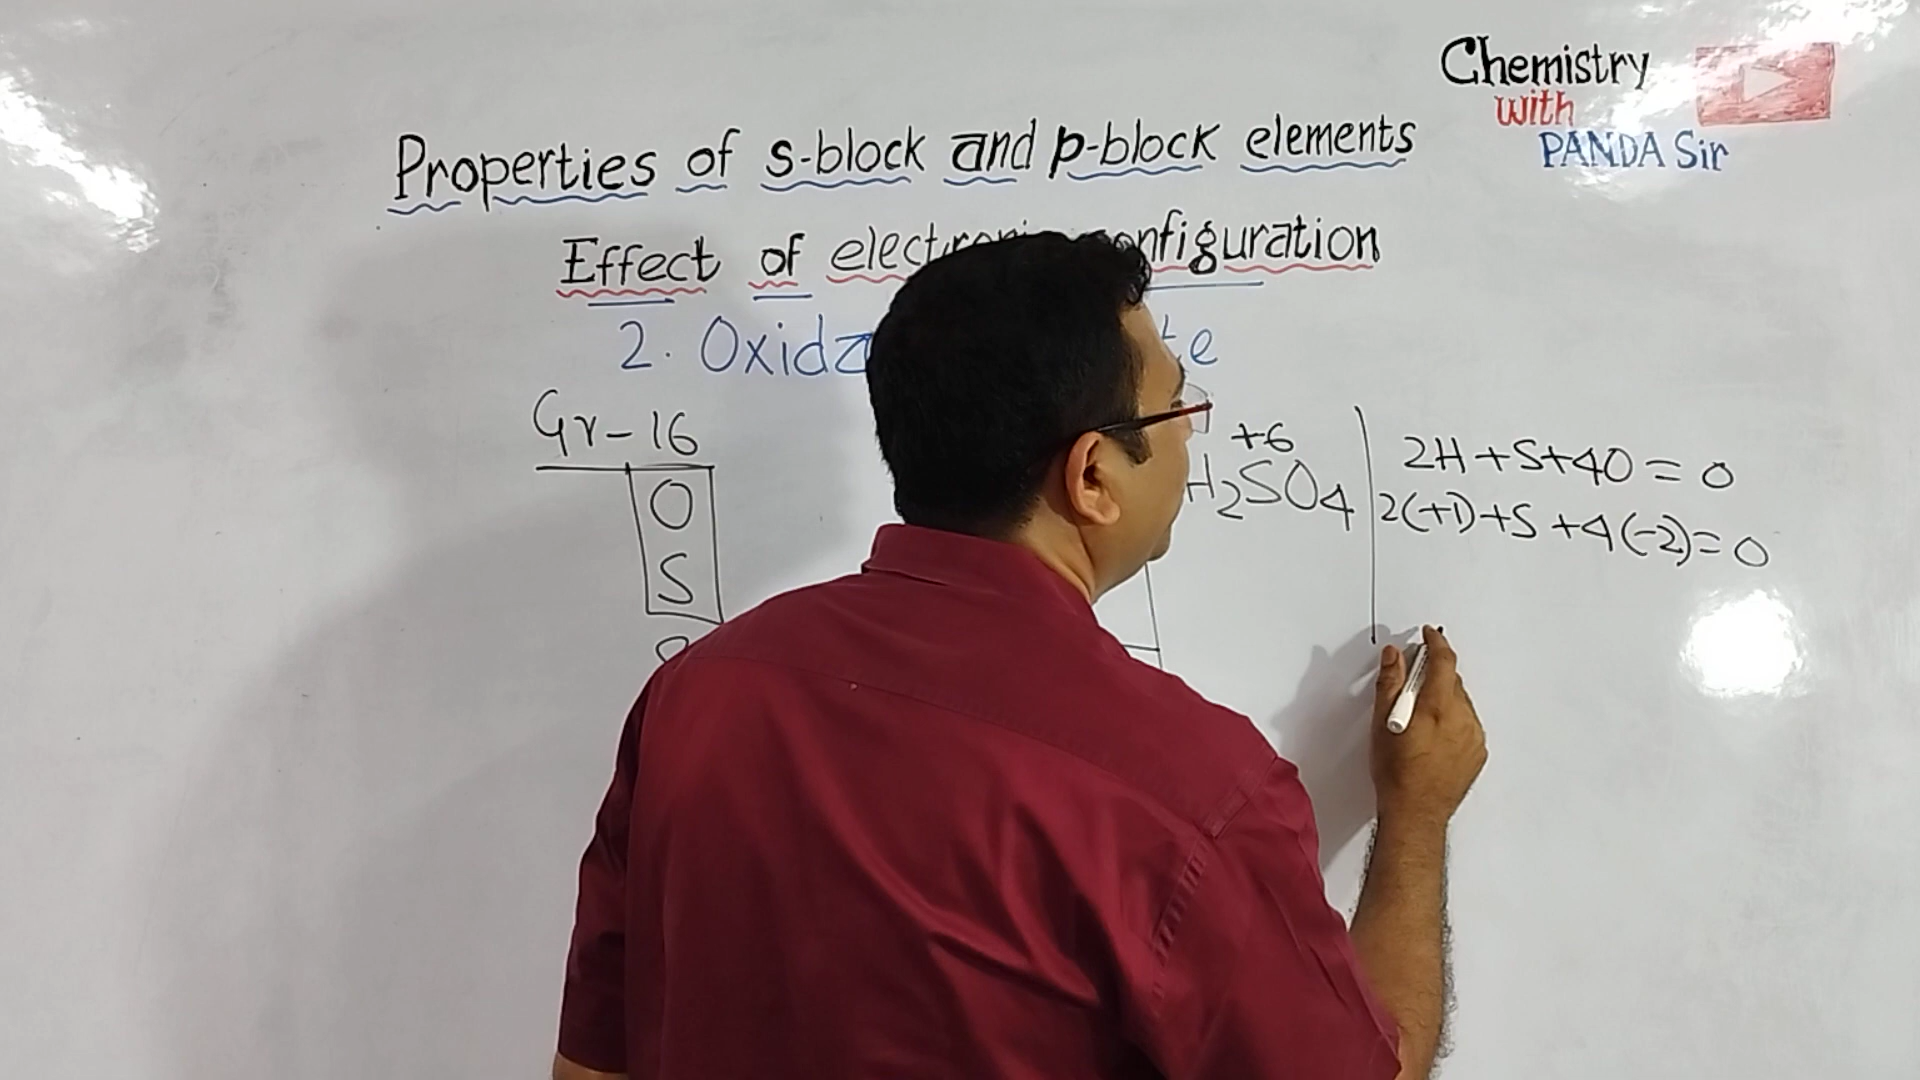 Chemistry
with
PANDA Sir
Properties of s-block and p-block elements
Effect of
2.
Gr-16
O
S
+6
H2SO4
2H+S+4O=0
2(+1)+S+4(-2)=0